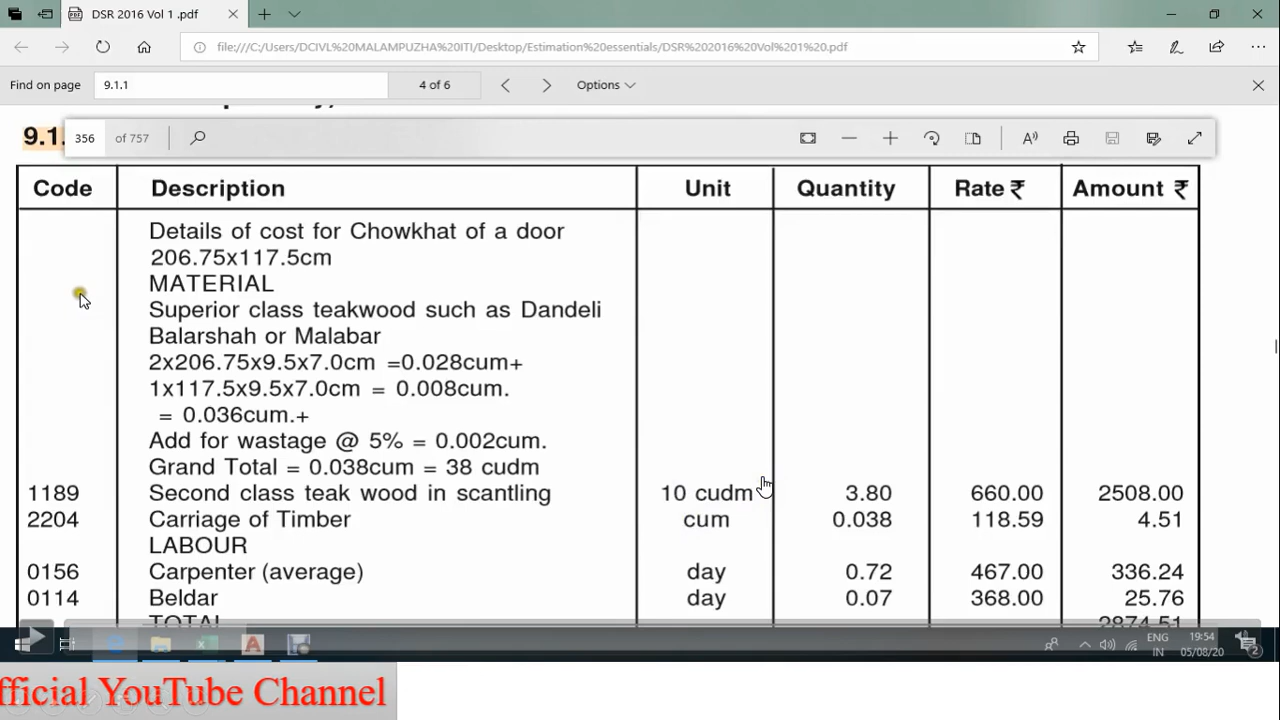 DSR 2016 Vol 1 .pdf
file:///C:/Users/DCIVL%20MALAMPUZHA%20ITI/Desktop/Estimation%20essentials/DSR%202016%20Vol%201%20.pdf
Find on page 9.1.1 4 of 6 Options
9.1. 356 of 757
Code Description Unit Quantity Rate ₹ Amount ₹
Details of cost for Chowkhat of a door
206.75x117.5cm
MATERIAL
Superior class teakwood such as Dandeli
Balarshah or Malabar
2x206.75x9.5x7.0cm =0.028cum+
1x117.5x9.5x7.0cm = 0.008cum.
= 0.036cum.+
Add for wastage @ 5% = 0.002cum.
Grand Total = 0.038cum = 38 cudm
1189 Second class teak wood in scantling 10 cudm 3.80 660.00 2508.00
2204 Carriage of Timber cum 0.038 118.59 4.51
LABOUR
0156 Carpenter (average) day 0.72 467.00 336.24
0114 Beldar day 0.07 368.00 25.76
TOTAL 2874.51
ENG 19:54
IN 05/08/20 2
fficial YouTube Channel